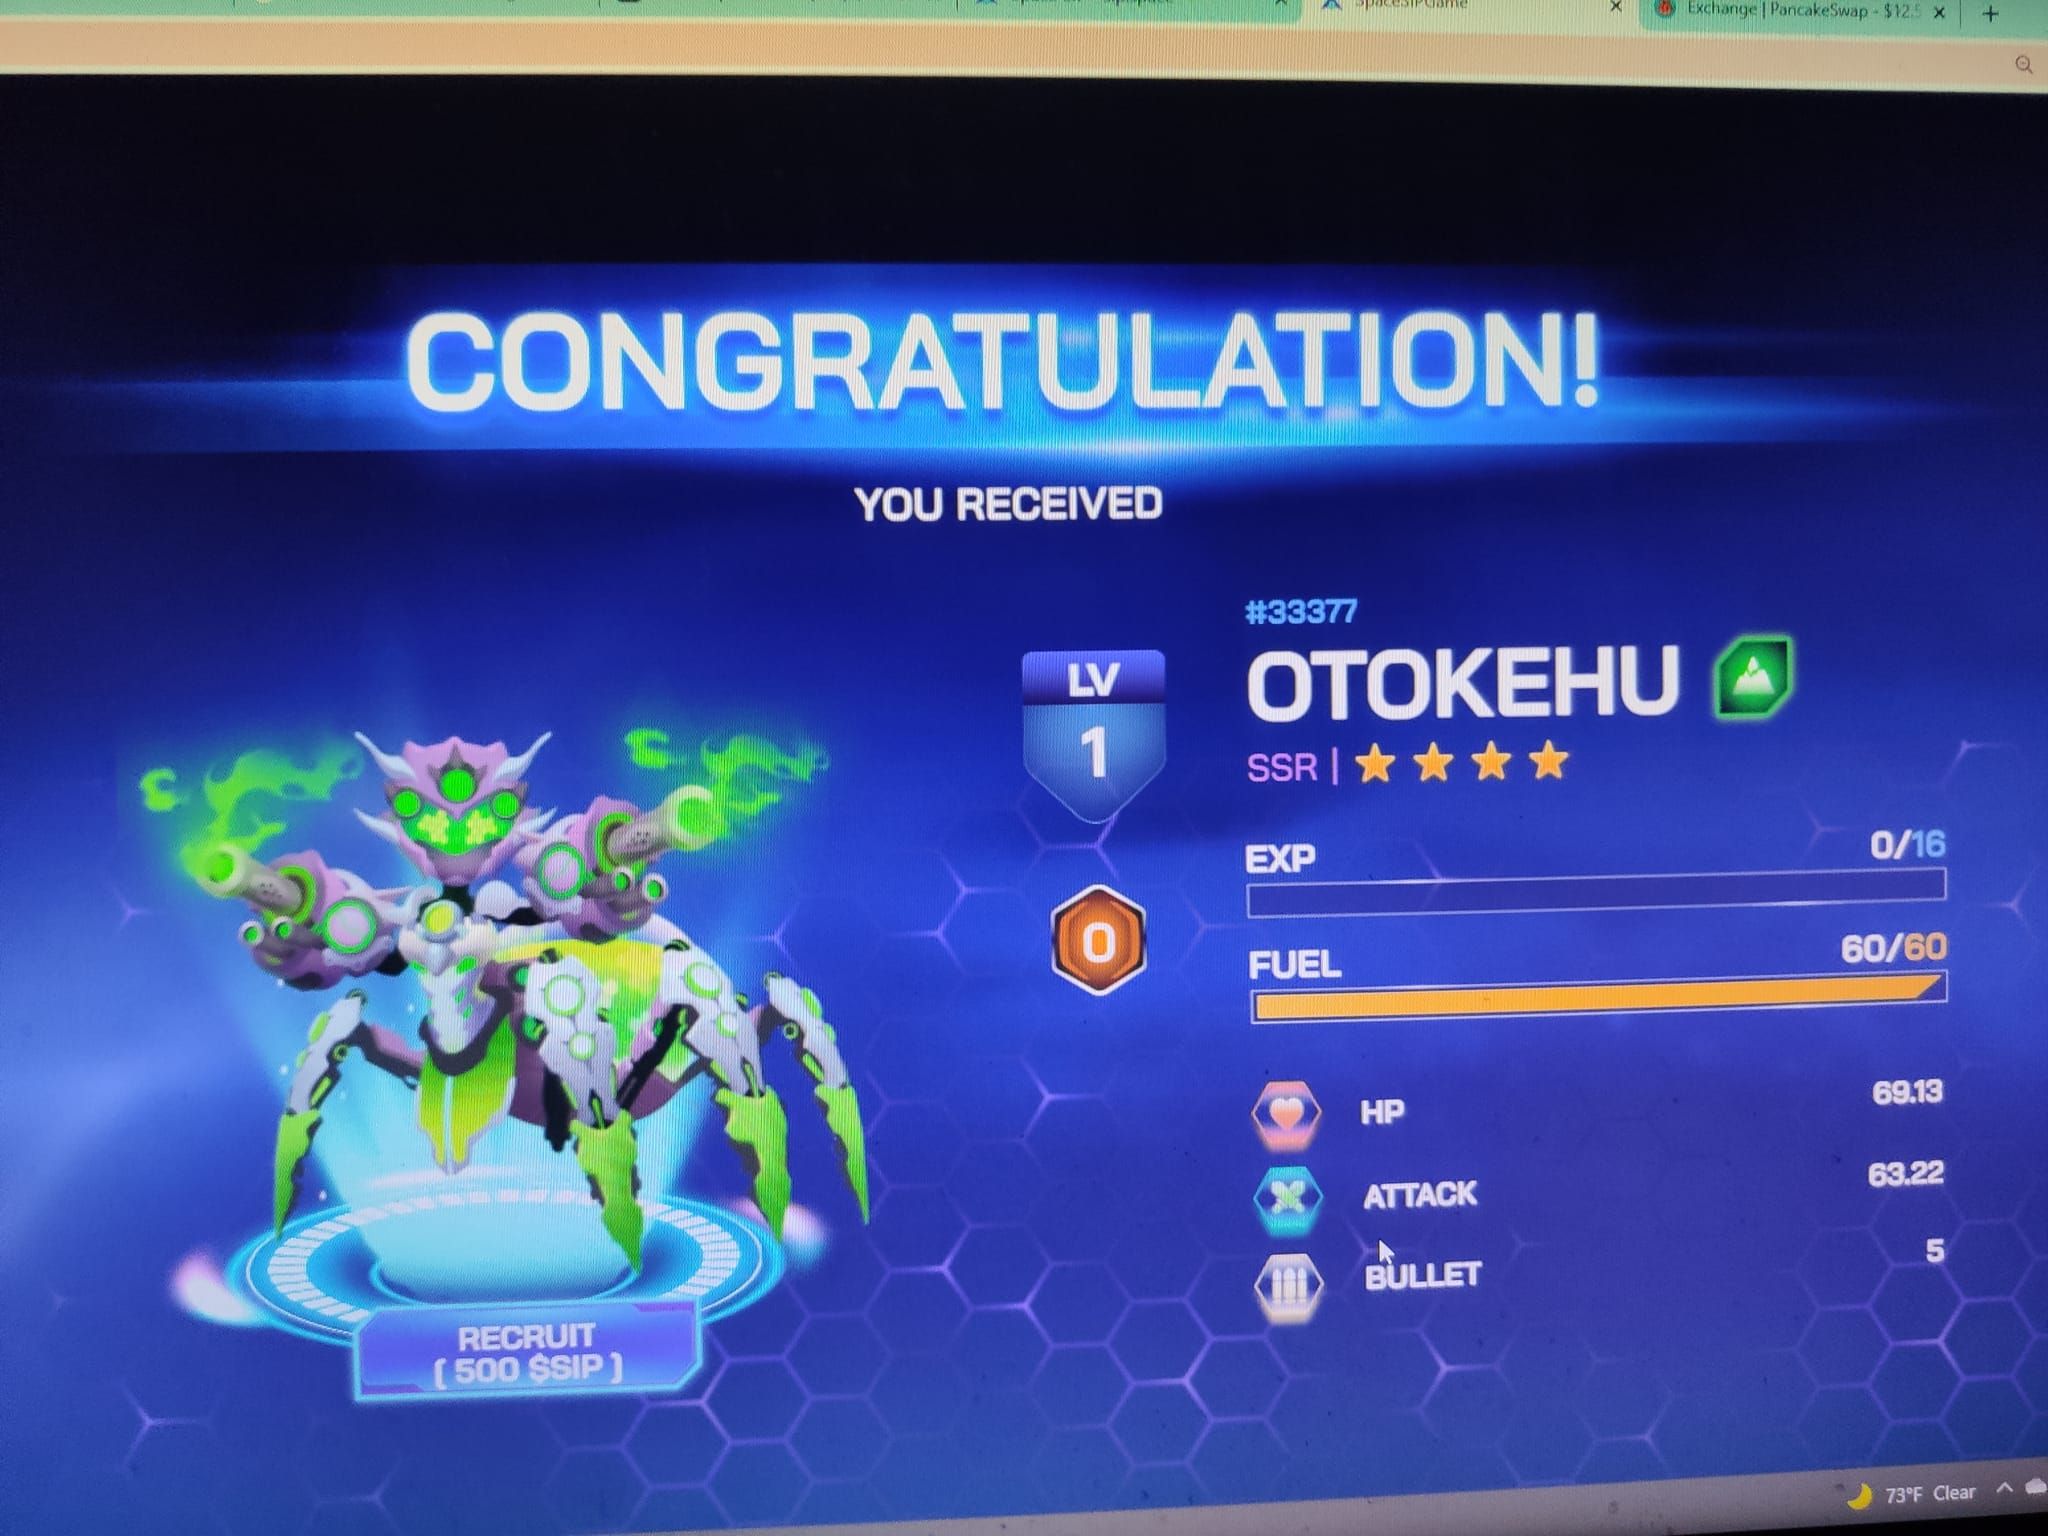 SpaceSIPGame
Exchange | PancakeSwap - $12.5
CONGRATULATION!
YOU RECEIVED
#33377
LV
1
OTOKEHU
SSR |
EXP
0/16
0
FUEL
60/60
HP
69.13
ATTACK
63.22
BULLET
5
RECRUIT
( 500 $SIP )
73°F Clear